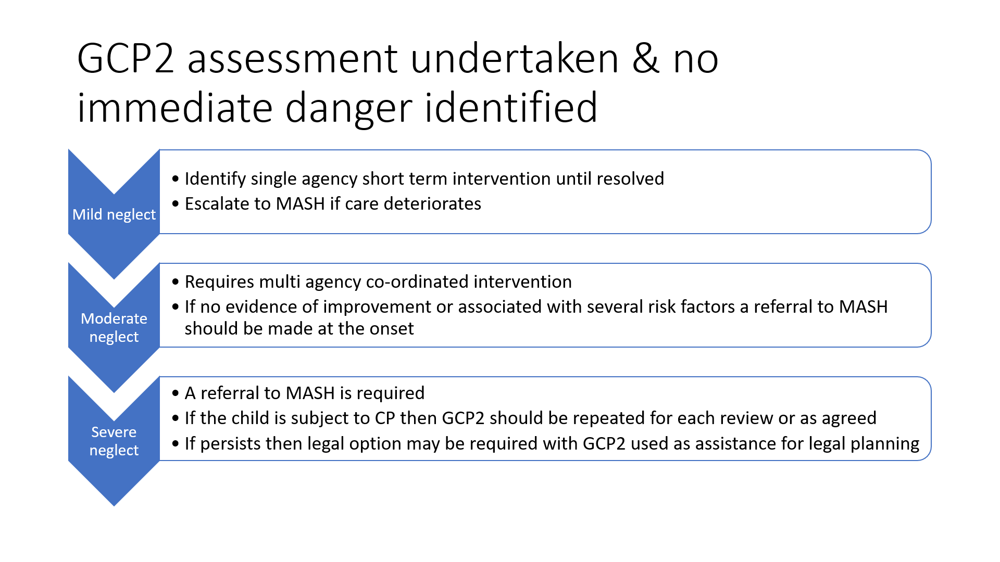 GCP2 assessment undertaken & no
immediate danger identified
Mild neglect
• Identify single agency short term intervention until resolved
• Escalate to MASH if care deteriorates
Moderate
neglect
• Requires multi agency co-ordinated intervention
• If no evidence of improvement or associated with several risk factors a referral to MASH
should be made at the onset
Severe
neglect
• A referral to MASH is required
• If the child is subject to CP then GCP2 should be repeated for each review or as agreed
• If persists then legal option may be required with GCP2 used as assistance for legal planning